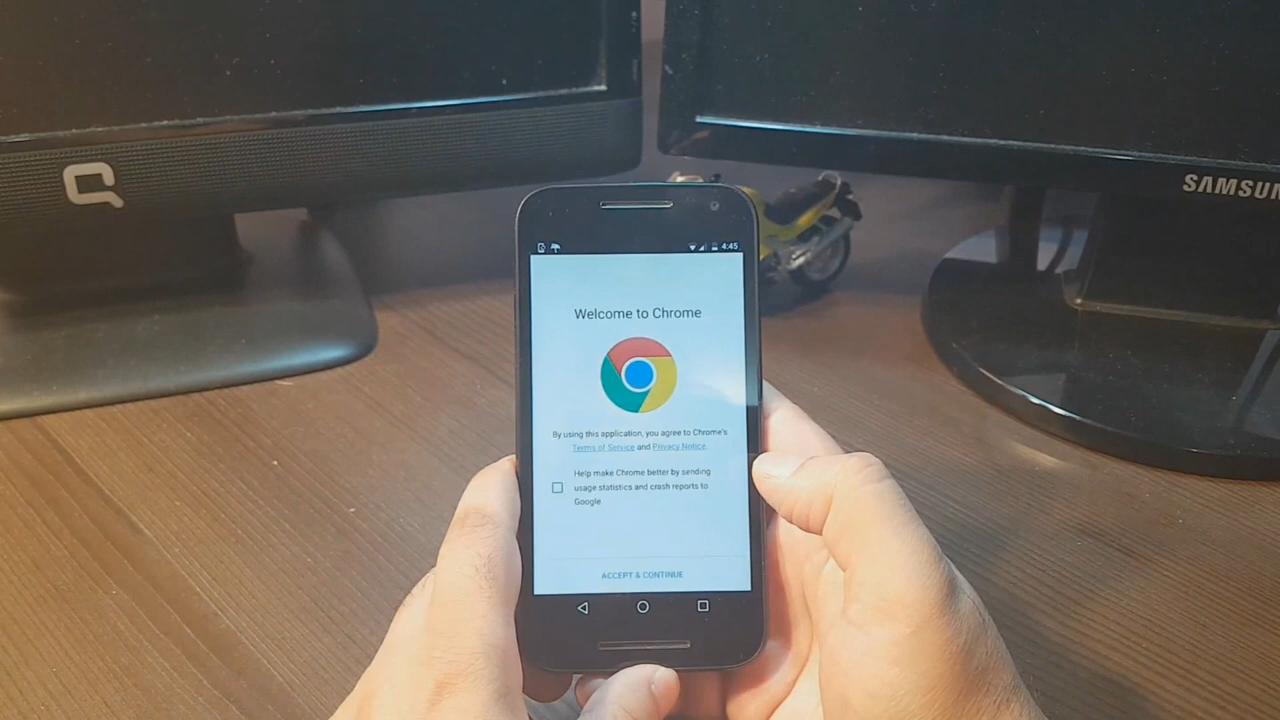 SAMSUN
4:45
Welcome to Chrome
By using this application, you agree to Chrome's
Terms of Service and Privacy Notice.
Help make Chrome better by sending
usage statistics and crash reports to
Google
ACCEPT & CONTINUE